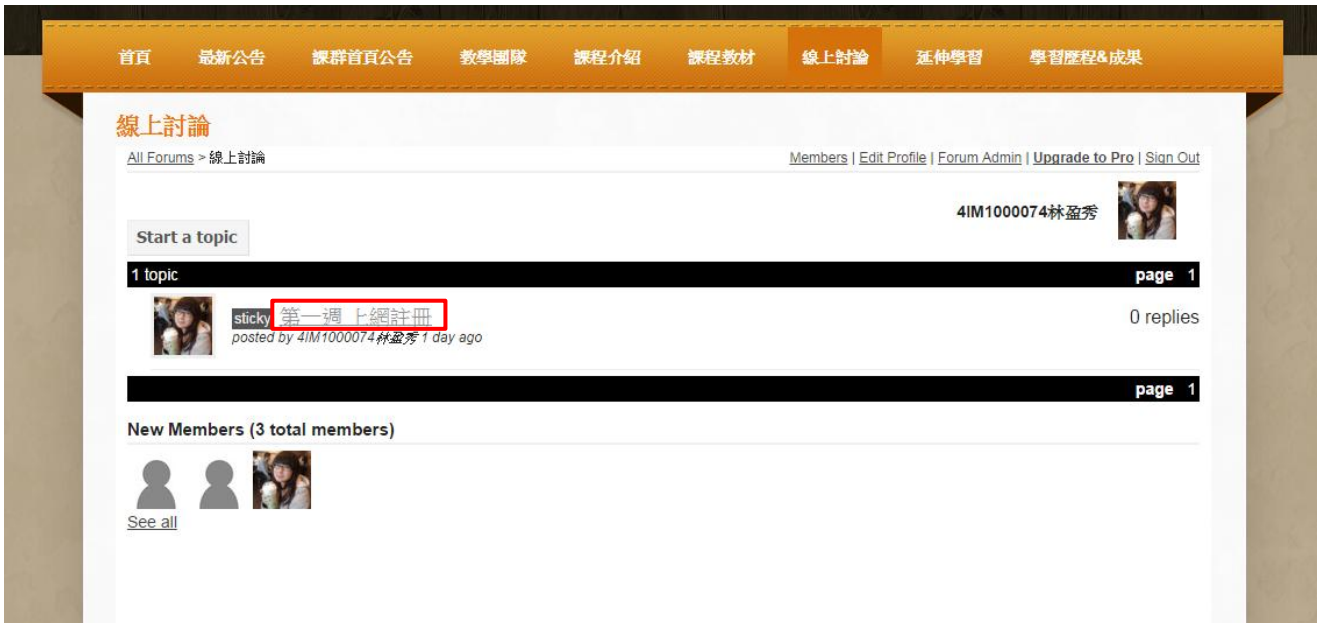 首頁 最新公告 課群首頁公告 教學團隊 課程介紹 課程教材 線上討論 延伸學習 學習歷程&成果
線上討論
All Forums > 線上討論 Members | Edit Profile | Forum Admin | Upgrade to Pro | Sign Out
4IM1000074林盈秀
Start a topic
1 topic page 1
sticky 第一週 上網註冊 0 replies
posted by 4IM1000074林盈秀 1 day ago
page 1
New Members (3 total members)
See all